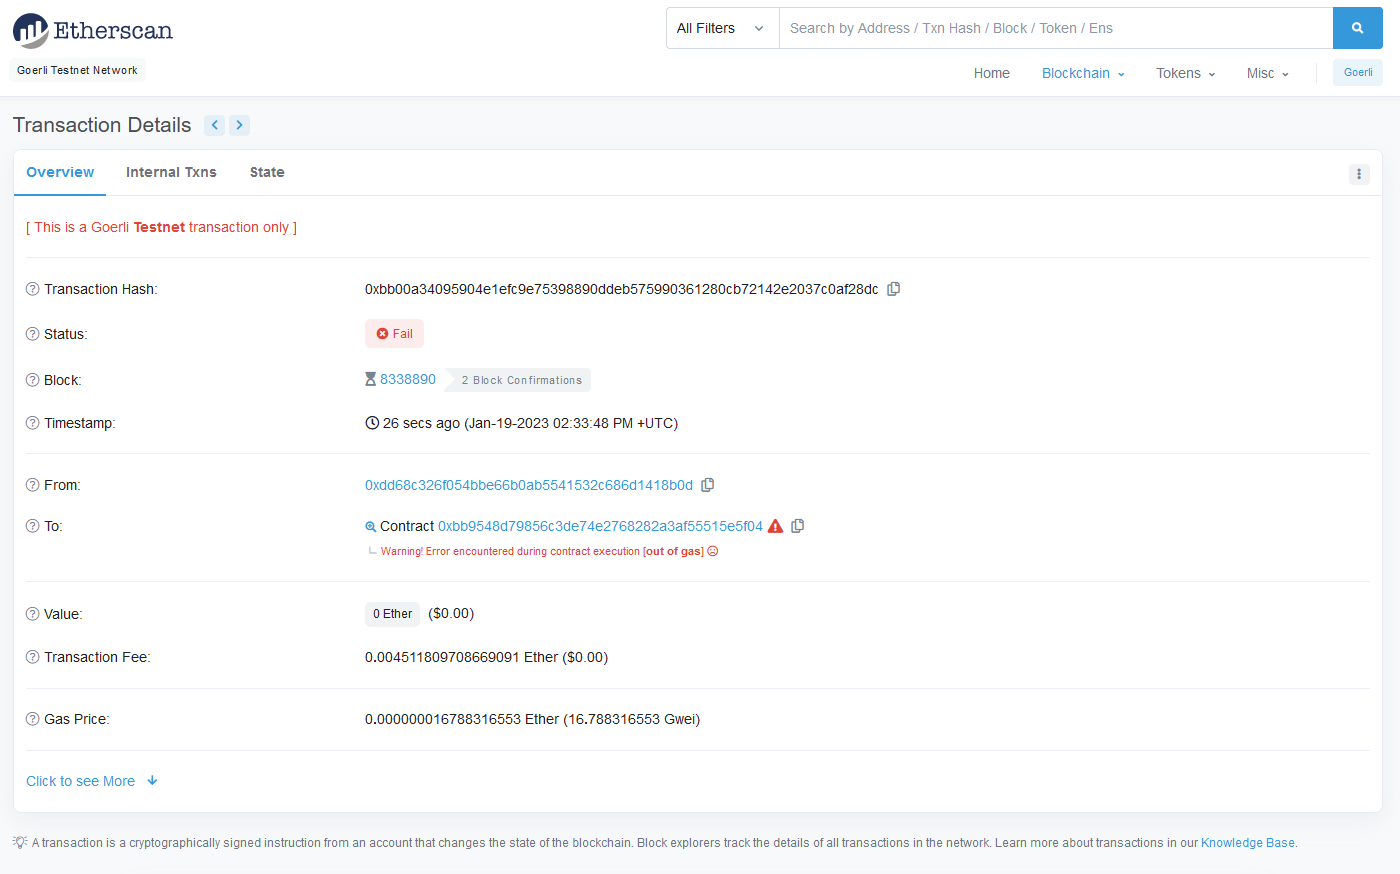 Etherscan
All Filters
Search by Address / Txn Hash / Block / Token / Ens
Goerli Testnet Network
Home
Blockchain
Tokens
Misc
Goerli
Transaction Details
Overview
Internal Txns
State
[ This is a Goerli Testnet transaction only ]
Transaction Hash:
0xbb00a34095904e1efc9e75398890ddeb575990361280cb72142e2037c0af28dc
Status:
Fail
Block:
8338890
2 Block Confirmations
Timestamp:
26 secs ago (Jan-19-2023 02:33:48 PM +UTC)
From:
0xdd68c326f054bbe66b0ab5541532c686d1418b0d
To:
Contract 0xbb9548d79856c3de74e2768282a3af55515e5f04
Warning! Error encountered during contract execution [out of gas]
Value:
0 Ether ($0.00)
Transaction Fee:
0.004511809708669091 Ether ($0.00)
Gas Price:
0.000000016788316553 Ether (16.788316553 Gwei)
Click to see More
A transaction is a cryptographically signed instruction from an account that changes the state of the blockchain. Block explorers track the details of all transactions in the network. Learn more about transactions in our Knowledge Base.